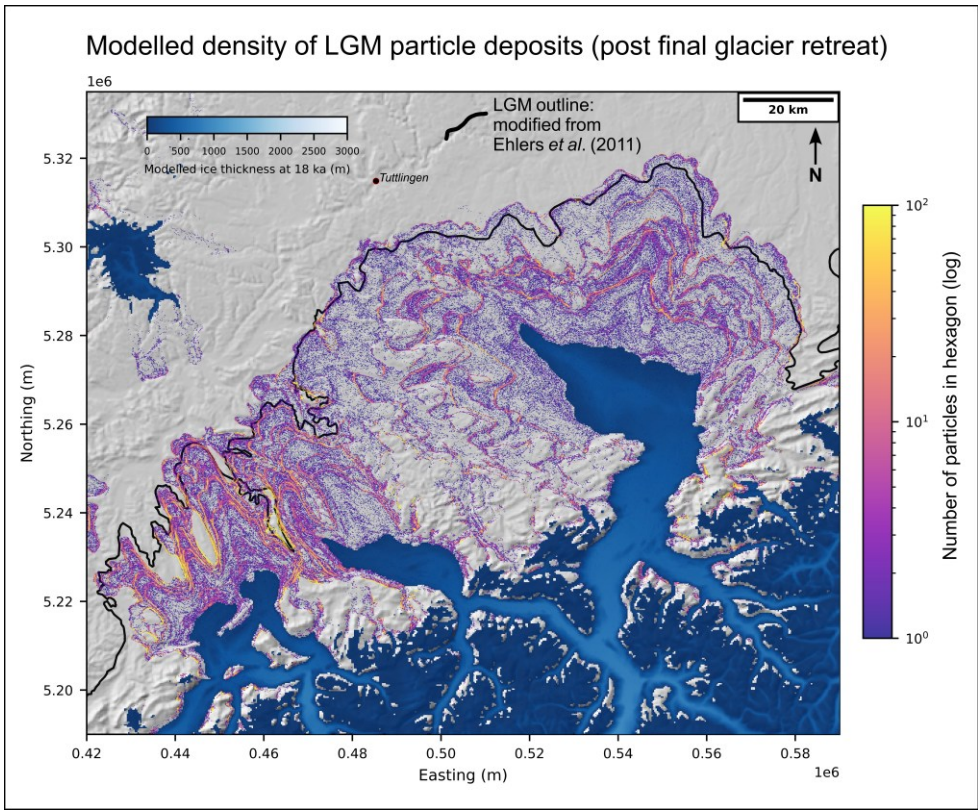 Modelled density of LGM particle deposits (post final glacier retreat)
1e6
0 500 1000 1500 2000 2500 3000
Modelled ice thickness at 18 ka (m)
LGM outline:
modified from
Ehlers et al. (2011)
20 km
N
Tuttlingen
5.32
5.30
5.28
5.26
5.24
5.22
5.20
Northing (m)
0.42 0.44 0.46 0.48 0.50 0.52 0.54 0.56 0.58
Easting (m)
1e6
10²
10¹
10⁰
Number of particles in hexagon (log)